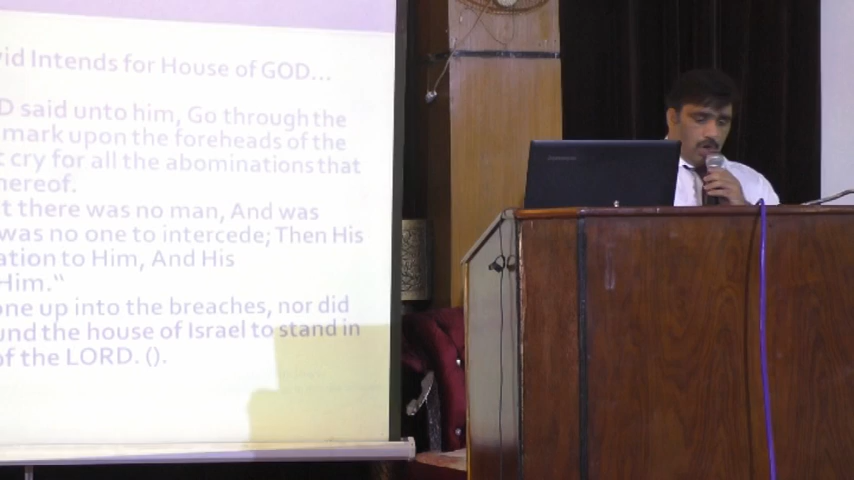 vid Intends for House of GOD...
D said unto him, Go through the
mark upon the foreheads of the
t cry for all the abominations that
hereof.
t there was no man, And was
was no one to intercede; Then His
ation to Him, And His
Him.“
one up into the breaches, nor did
und the house of Israel to stand in
of the LORD. ().